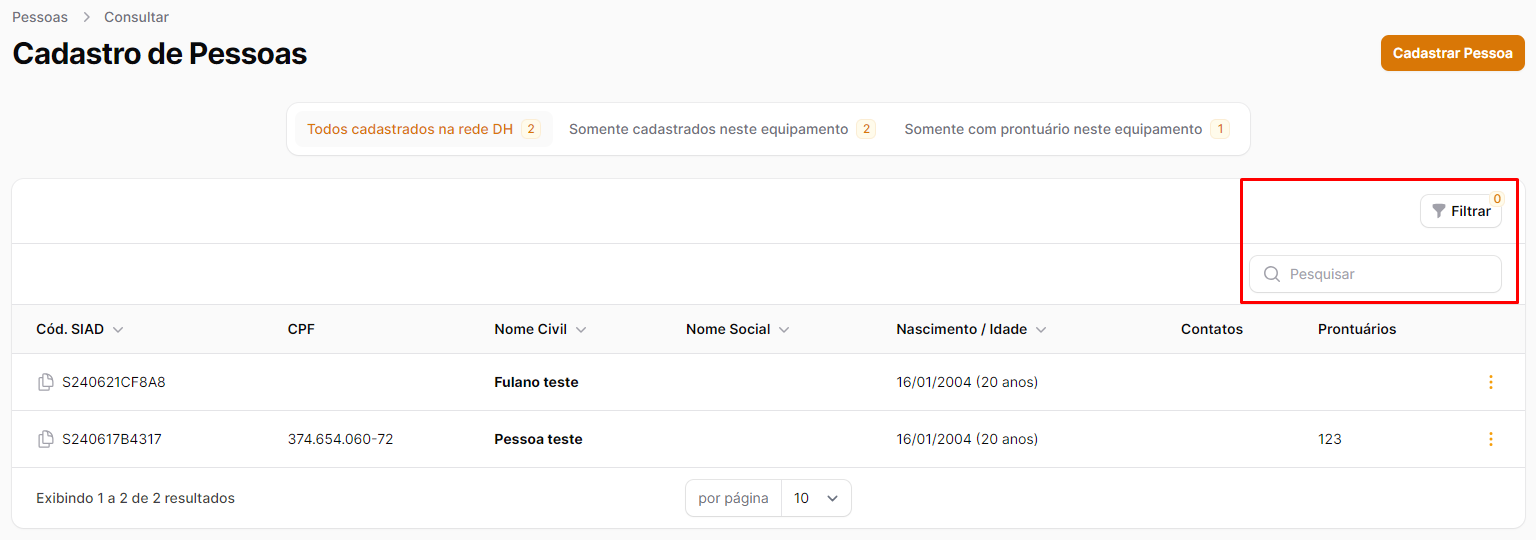 Pessoas > Consultar
Cadastro de Pessoas
Cadastrar Pessoa
Todos cadastrados na rede DH 2 Somente cadastrados neste equipamento 2 Somente com prontuário neste equipamento 1
Filtrar 0
Pesquisar
Cód. SIAD CPF Nome Civil Nome Social Nascimento / Idade Contatos Prontuários
S240621CF8A8 Fulano teste 16/01/2004 (20 anos)
S240617B4317 374.654.060-72 Pessoa teste 16/01/2004 (20 anos) 123
Exibindo 1 a 2 de 2 resultados por página 10